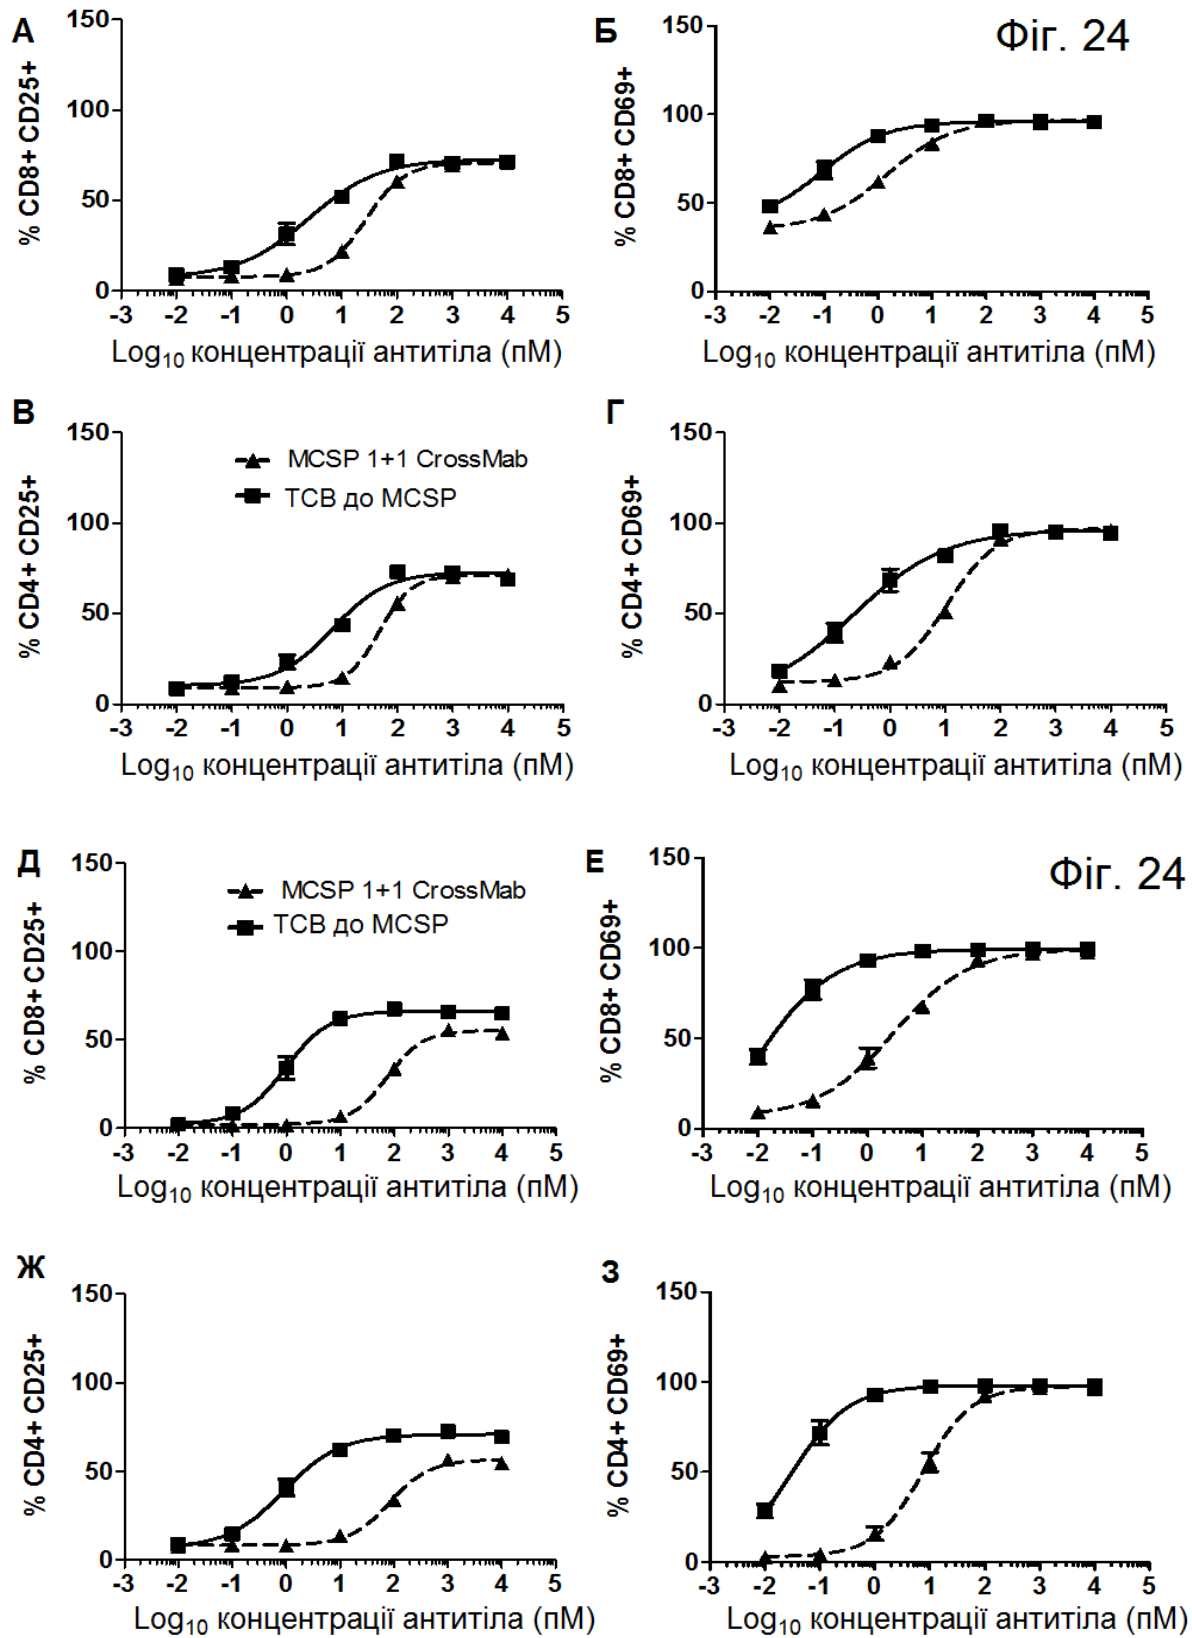 А
150
100
50
0
% CD8+ CD25+
-3 -2 -1 0 1 2 3 4 5
Log₁₀ концентрації антитіла (пМ)
Б
Фіг. 24
150
100
50
0
% CD8+ CD69+
-3 -2 -1 0 1 2 3 4 5
Log₁₀ концентрації антитіла (пМ)
В
150
100
50
0
% CD4+ CD25+
MCSP 1+1 CrossMab
ТСВ до MCSP
-3 -2 -1 0 1 2 3 4 5
Log₁₀ концентрації антитіла (пМ)
Г
150
100
50
0
% CD4+ CD69+
-3 -2 -1 0 1 2 3 4 5
Log₁₀ концентрації антитіла (пМ)
Д
150
100
50
0
% CD8+ CD25+
MCSP 1+1 CrossMab
ТСВ до MCSP
-3 -2 -1 0 1 2 3 4 5
Log₁₀ концентрації антитіла (пМ)
Е
Фіг. 24
150
100
50
0
% CD8+ CD69+
-3 -2 -1 0 1 2 3 4 5
Log₁₀ концентрації антитіла (пМ)
Ж
150
100
50
0
% CD4+ CD25+
-3 -2 -1 0 1 2 3 4 5
Log₁₀ концентрації антитіла (пМ)
З
150
100
50
0
% CD4+ CD69+
-3 -2 -1 0 1 2 3 4 5
Log₁₀ концентрації антитіла (пМ)